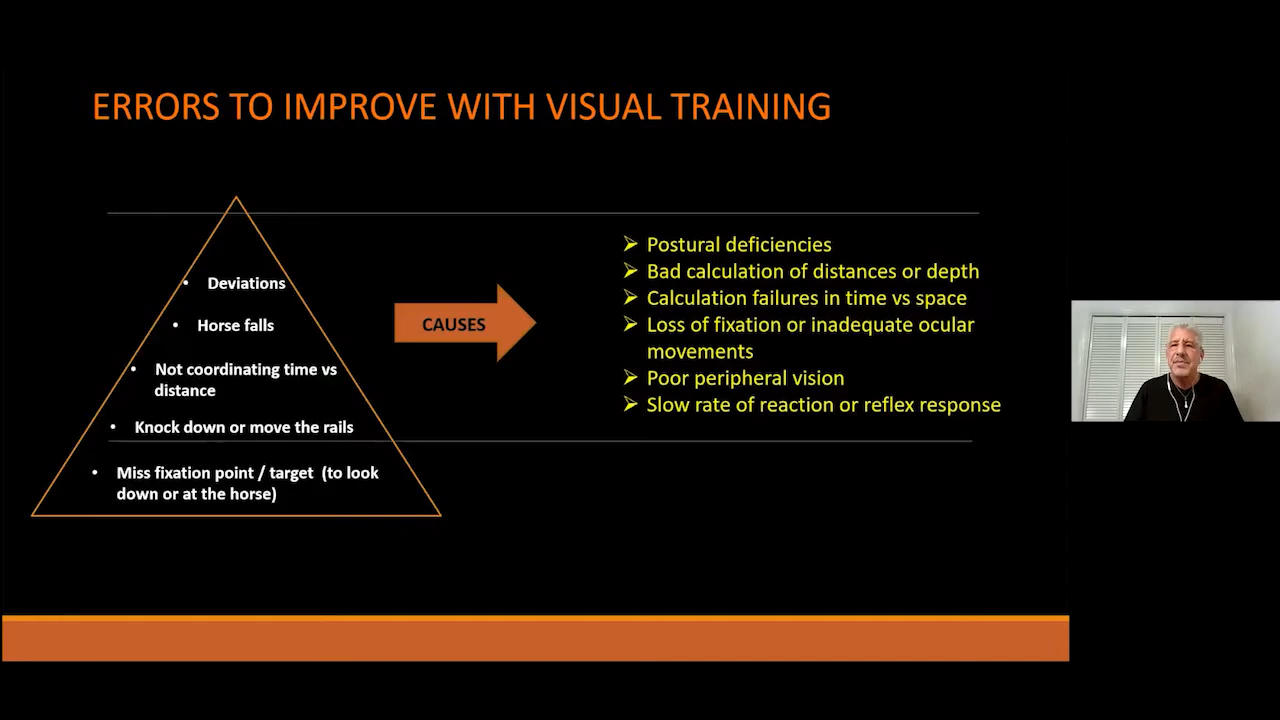 ERRORS TO IMPROVE WITH VISUAL TRAINING
• Deviations
• Horse falls
• Not coordinating time vs
distance
• Knock down or move the rails
• Miss fixation point / target (to look
down or at the horse)
CAUSES
➢ Postural deficiencies
➢ Bad calculation of distances or depth
➢ Calculation failures in time vs space
➢ Loss of fixation or inadequate ocular
movements
➢ Poor peripheral vision
➢ Slow rate of reaction or reflex response